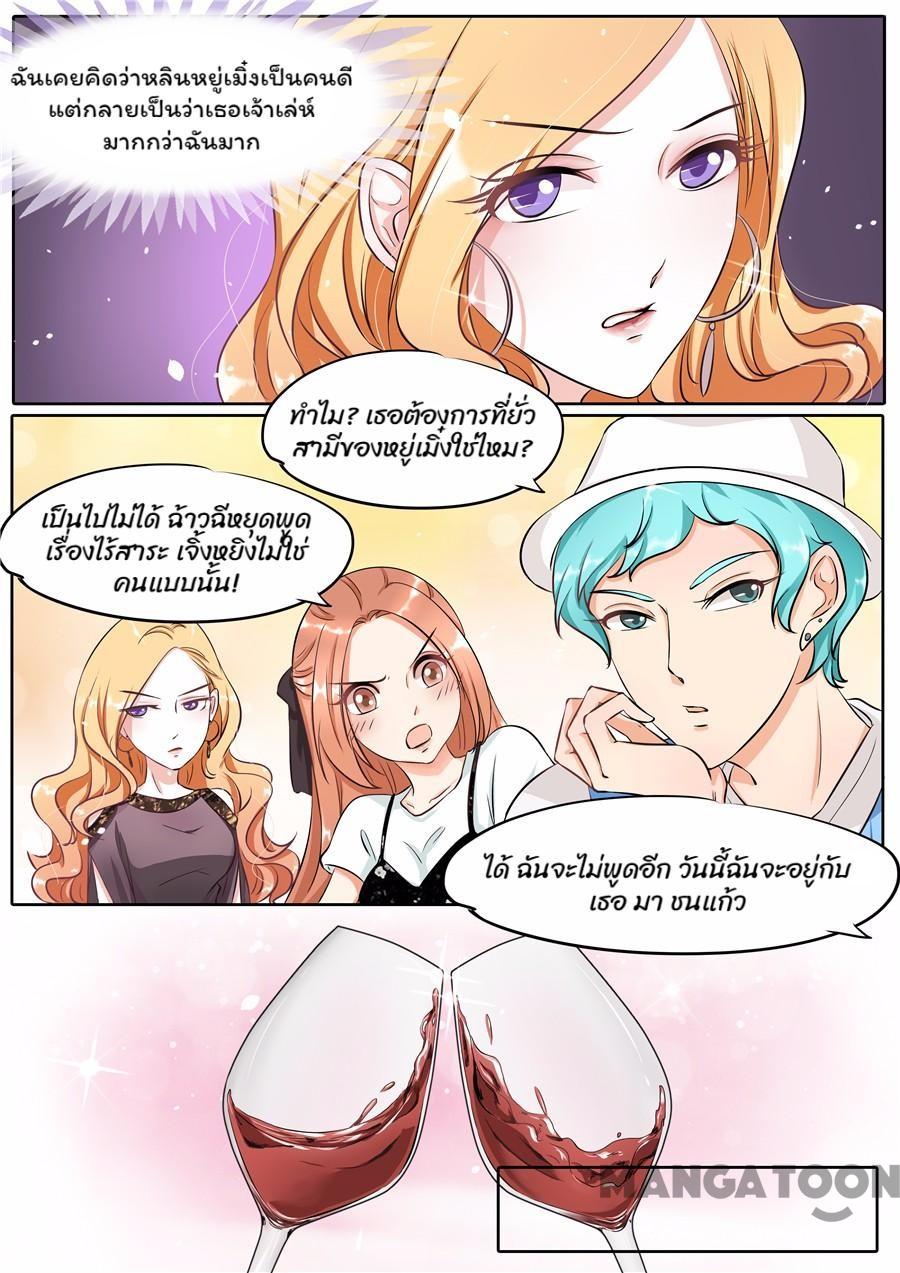 ฉันเคยคิดว่าหลินหยู่เมิ๋งเป็นคนดี
แต่กลายเป็นว่าเธอเจ้าเล่ห์
มากกว่าฉันมาก
ทำไม? เธอต้องการที่ยั่ว
สามีของหยู่เมิ๋งใช่ไหม?
เป็นไปไม่ได้ ฉ้าวฉีหยุดพูด
เรื่องไร้สาระ เจิ้งหยิงไม่ใช่
คนแบบนั้น!
ได้ ฉันจะไม่พูดอีก วันนี้ฉันจะอยู่กับ
เธอ มา ชนแก้ว
MANGATOON